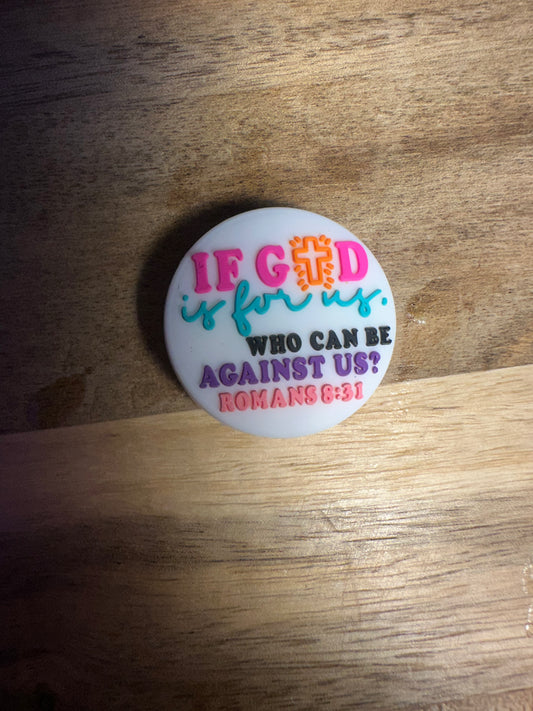 IF GOD
is for us.
WHO CAN BE
AGAINST US?
ROMANS 8:31